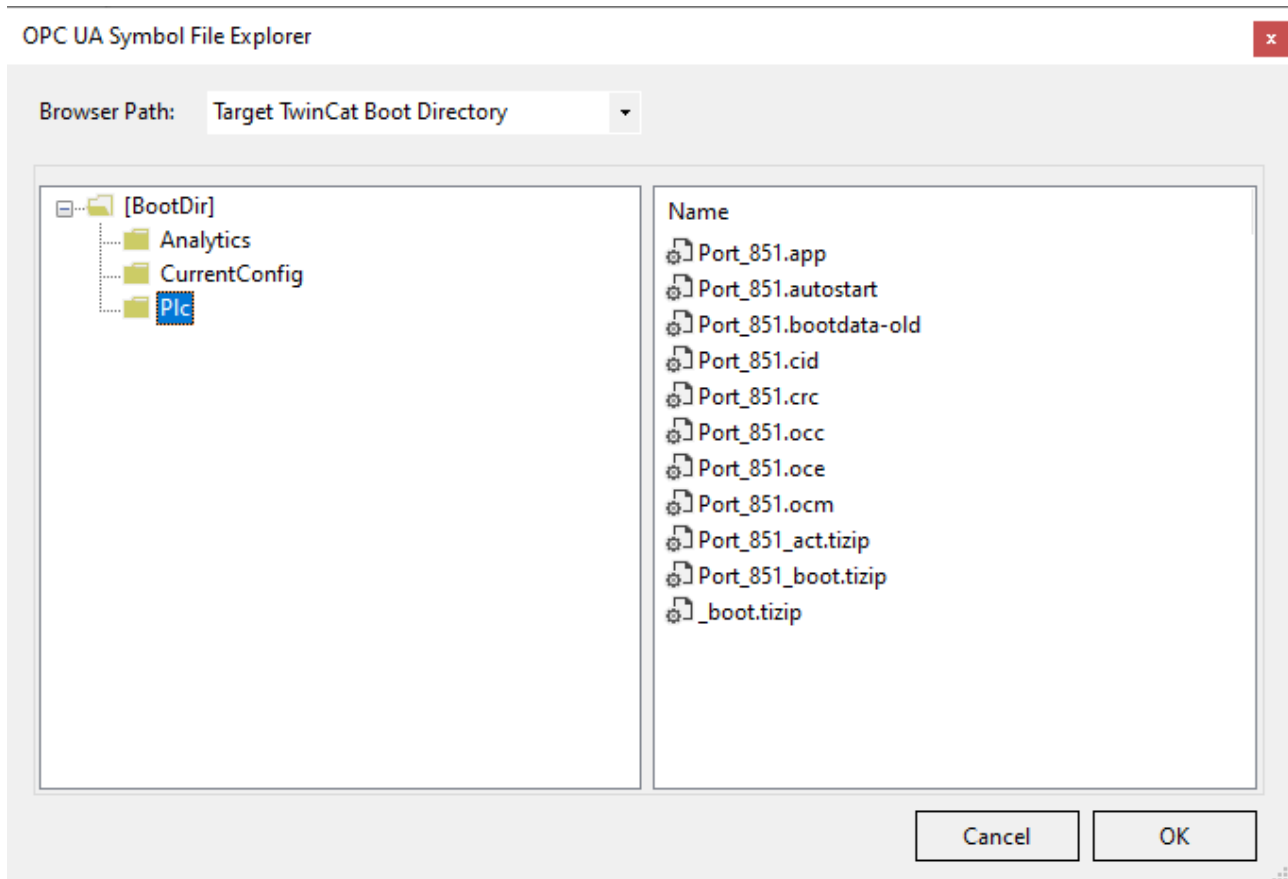 OPC UA Symbol File Explorer
x
Browser Path: Target TwinCat Boot Directory
[BootDir]
Analytics
CurrentConfig
Plc
Name
Port_851.app
Port_851.autostart
Port_851.bootdata-old
Port_851.cid
Port_851.crc
Port_851.occ
Port_851.oce
Port_851.ocm
Port_851_act.tizip
Port_851_boot.tizip
_boot.tizip
Cancel OK